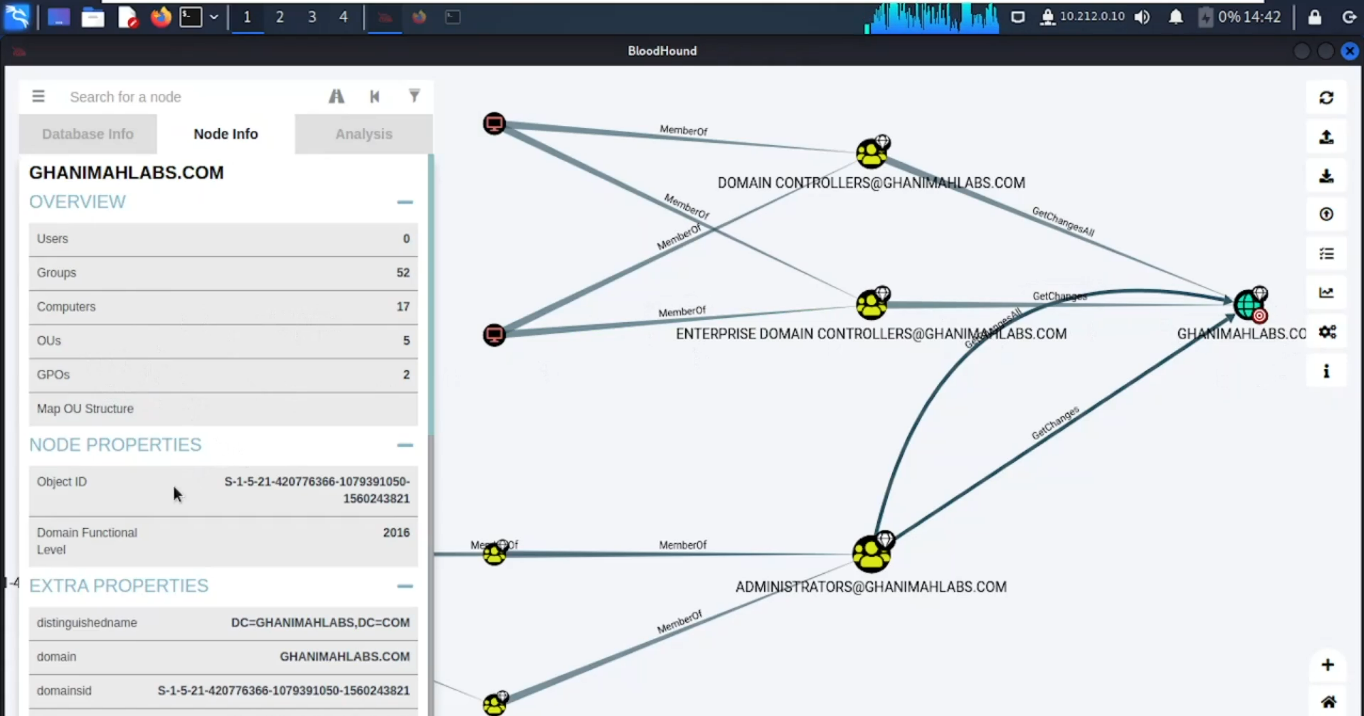 1 2 3 4 10.212.0.10 0% 14:42
BloodHound
Search for a node
Database Info Node Info Analysis
GHANIMAHLABS.COM
OVERVIEW
Users 0
Groups 52
Computers 17
OUs 5
GPOs 2
Map OU Structure
NODE PROPERTIES
Object ID S-1-5-21-420776366-1079391050-
1560243821
Domain Functional 2016
Level
EXTRA PROPERTIES
distinguishedname DC=GHANIMAHLABS,DC=COM
domain GHANIMAHLABS.COM
domainsid S-1-5-21-420776366-1079391050-1560243821
MemberOf
DOMAIN CONTROLLERS@GHANIMAHLABS.COM
MemberOf
MemberOf
GetChangesAll
MemberOf
GetChanges
ENTERPRISE DOMAIN CONTROLLERS@GHANIMAHLABS.COM
GetChangesAll
GHANIMAHLABS.CO
GetChanges
MemberOf
MemberOf
ADMINISTRATORS@GHANIMAHLABS.COM
MemberOf